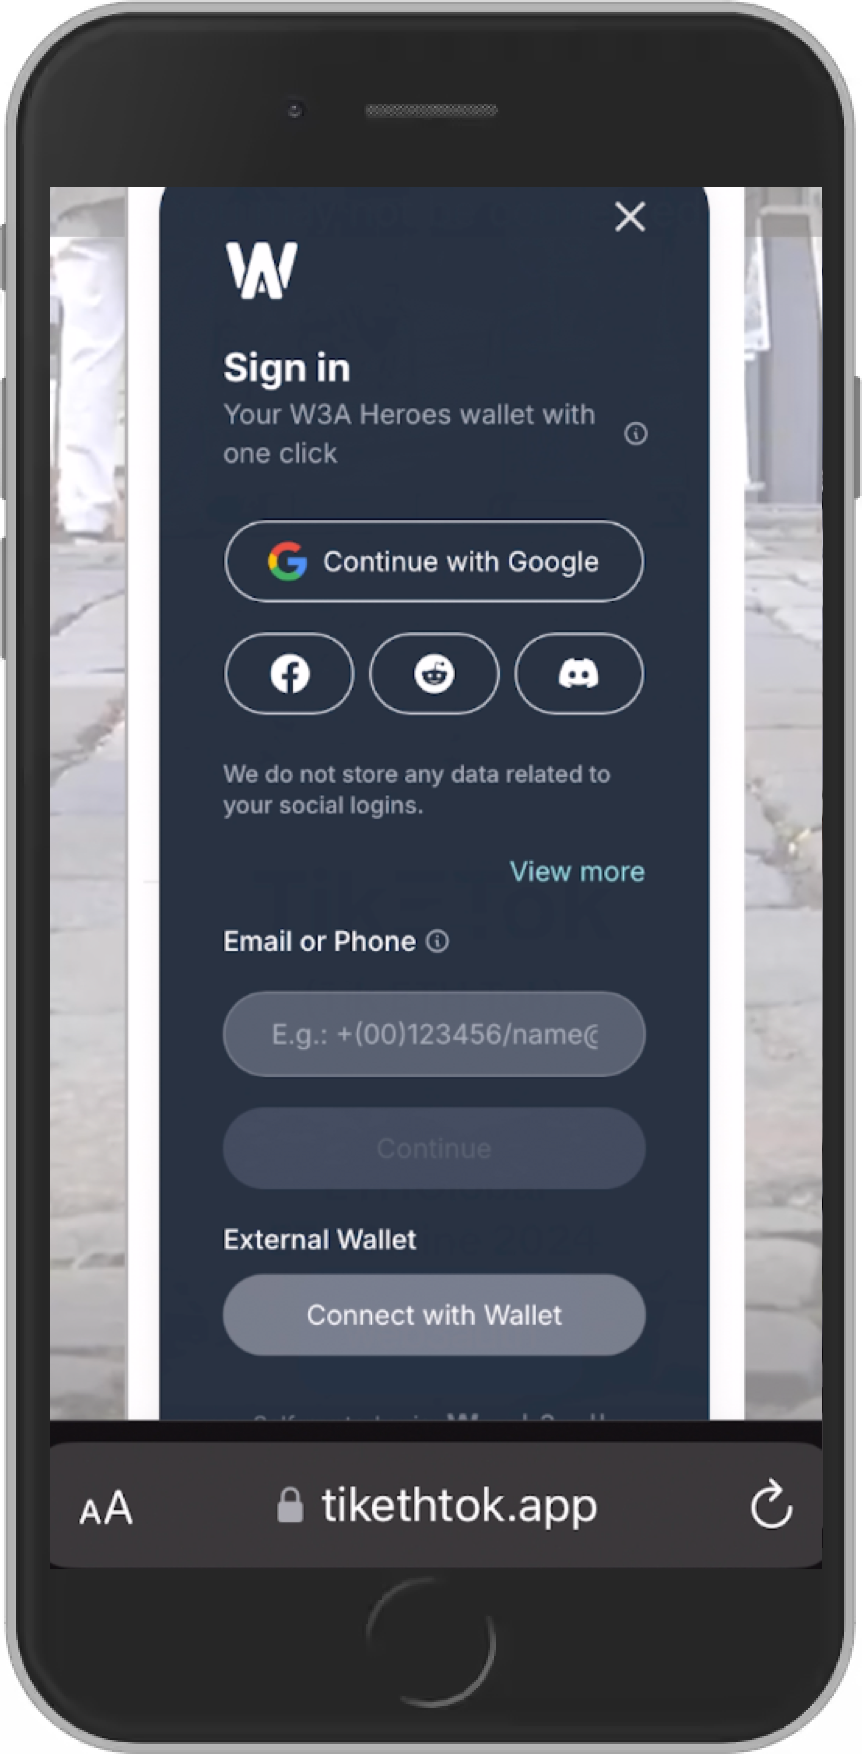 W
Sign in
Your W3A Heroes wallet with
one click
Continue with Google
We do not store any data related to
your social logins.
View more
TikETok
Email or Phone
E.g.: +(00)123456/name@
Continue
2024
External Wallet
Connect with Wallet
AA tikethtok.app